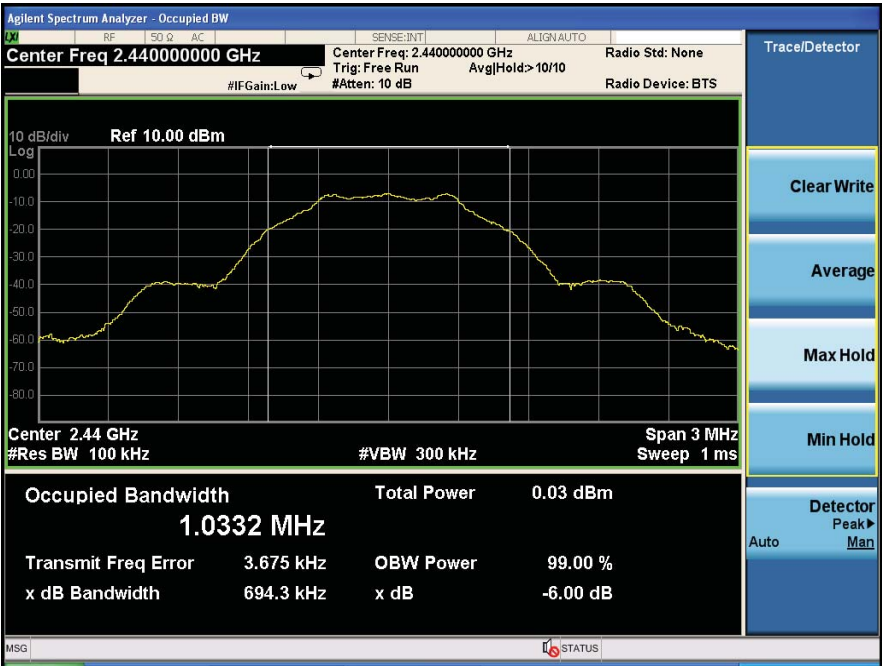 Agilent Spectrum Analyzer - Occupied BW
LXI RF 50 Ω AC SENSE:INT ALIGN AUTO
Center Freq 2.440000000 GHz
Center Freq: 2.440000000 GHz
Radio Std: None
Trig: Free Run Avg|Hold:>10/10
#IFGain:Low
#Atten: 10 dB
Radio Device: BTS
Trace/Detector
10 dB/div Ref 10.00 dBm
Log
0.00
-10.0
-20.0
-30.0
-40.0
-50.0
-60.0
-70.0
-80.0
Center 2.44 GHz Span 3 MHz
#Res BW 100 kHz #VBW 300 kHz Sweep 1 ms
Occupied Bandwidth Total Power 0.03 dBm
1.0332 MHz
Transmit Freq Error 3.675 kHz OBW Power 99.00 %
x dB Bandwidth 694.3 kHz x dB -6.00 dB
Clear Write
Average
Max Hold
Min Hold
Detector
Peak▶
Auto Man
MSG STATUS